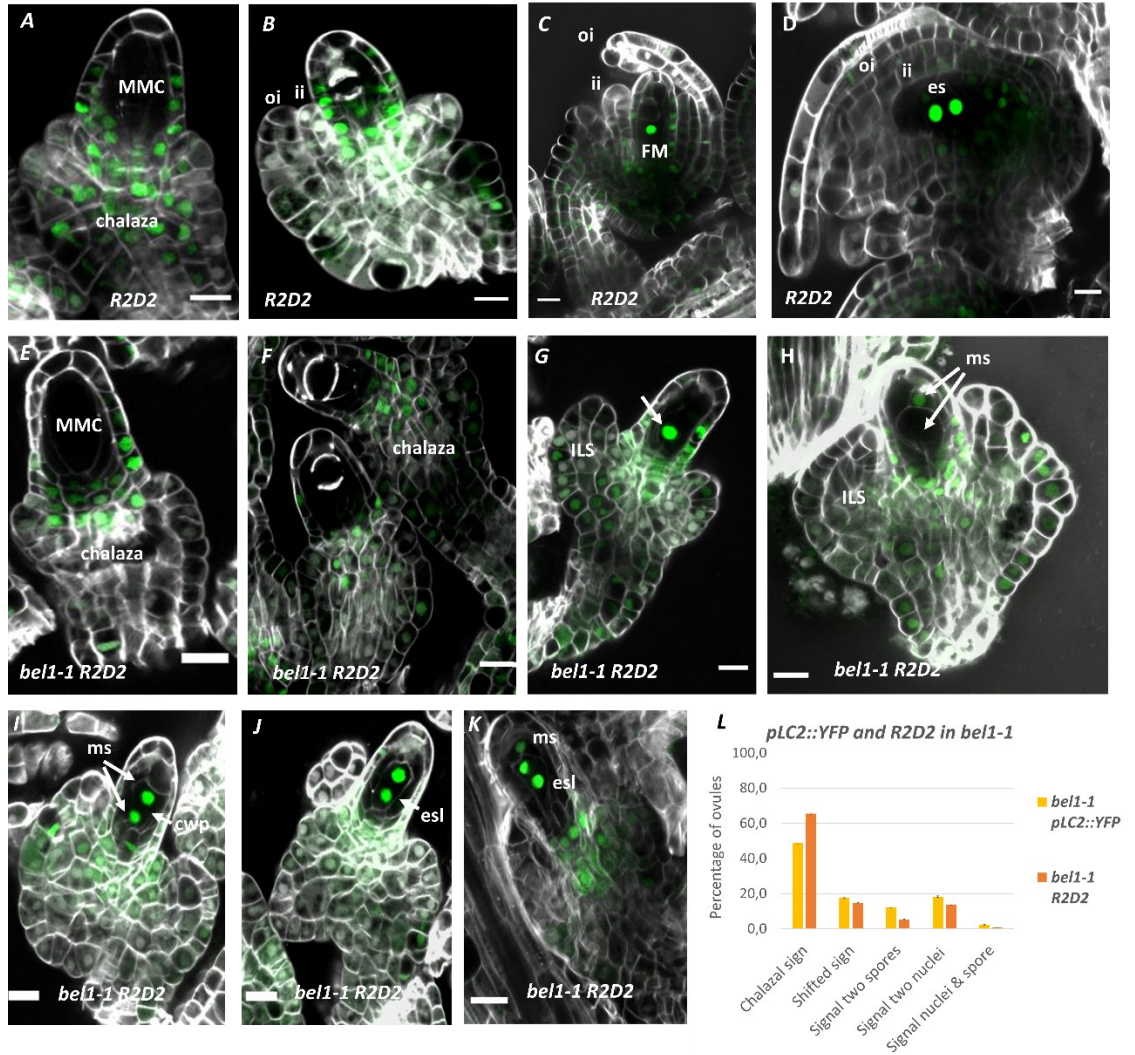 A
MMC
chalaza
R2D2
B
oi
ii
R2D2
C
oi
ii
FM
R2D2
D
oi
ii
es
R2D2
E
MMC
chalaza
bel1-1 R2D2
F
chalaza
bel1-1 R2D2
G
ILS
bel1-1 R2D2
H
ms
ILS
bel1-1 R2D2
I
ms
cwp
bel1-1 R2D2
J
esl
bel1-1 R2D2
K
ms
esl
bel1-1 R2D2
L
pLC2::YFP and R2D2 in bel1-1
Percentage of ovules
100,0
80,0
60,0
40,0
20,0
0,0
Chalazal sign
Shifted sign
Signal two spores
Signal two nuclei
Signal nuclei & spore
bel1-1
pLC2::YFP
bel1-1
R2D2